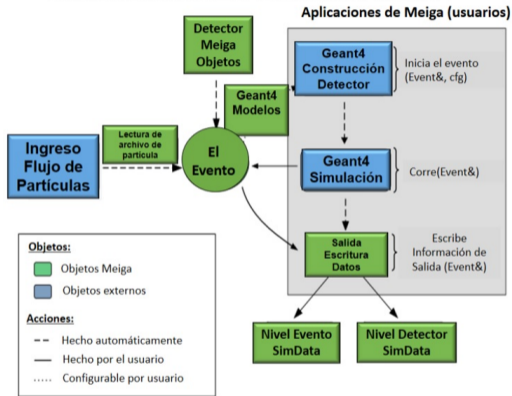 Aplicaciones de Meiga (usuarios)
Detector
Meiga
Objetos
Geant4
Construcción
Detector
Inicia el evento
(Event&, cfg)
Geant4
Modelos
Lectura de
archivo de
partícula
Ingreso
Flujo de
Partículas
El
Evento
Geant4
Simulación
Corre(Event&)
Salida
Escritura
Datos
Escribe
Información de
Salida (Event&)
Objetos:
Objetos Meiga
Objetos externos
Acciones:
Hecho automáticamente
Hecho por el usuario
Configurable por usuario
Nivel Evento
SimData
Nivel Detector
SimData